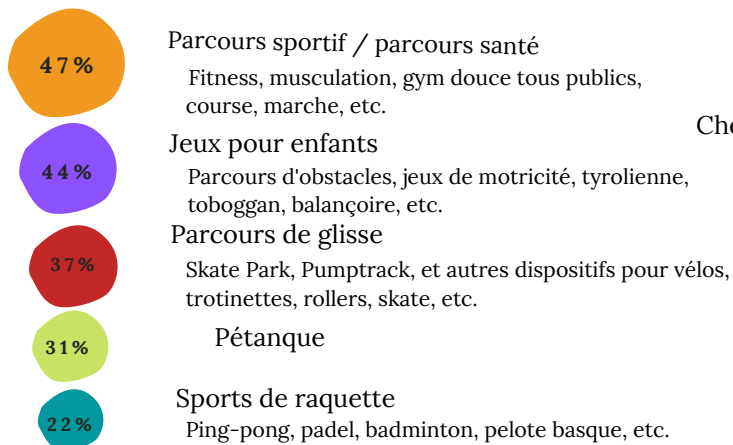 47%
Parcours sportif / parcours santé
Fitness, musculation, gym douce tous publics,
course, marche, etc.
44%
Jeux pour enfants
Parcours d'obstacles, jeux de motricité, tyrolienne,
toboggan, balançoire, etc.
37%
Parcours de glisse
Skate Park, Pumptrack, et autres dispositifs pour vélos,
trotinettes, rollers, skate, etc.
31%
Pétanque
22%
Sports de raquette
Ping-pong, padel, badminton, pelote basque, etc.